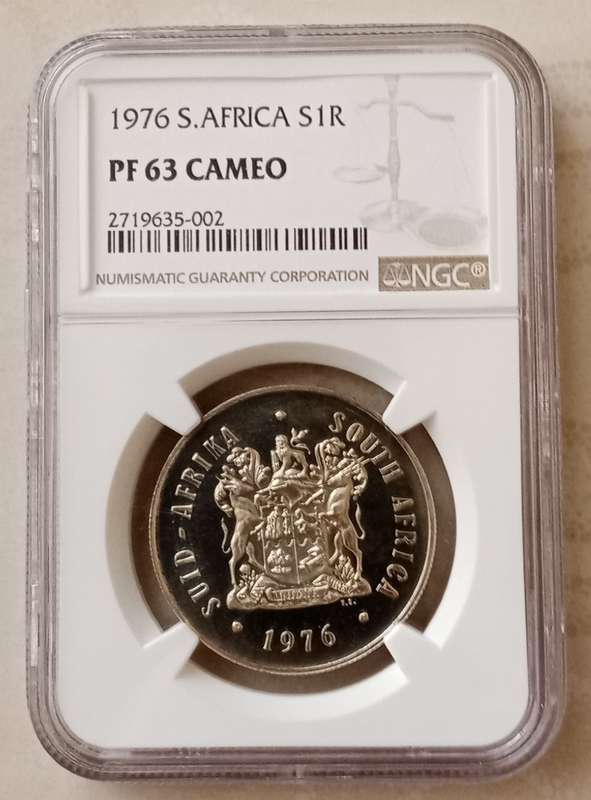 1976 S.AFRICA S1R
PF 63 CAMEO
2719635-002
NUMISMATIC GUARANTY CORPORATION
NGC®
SUID-AFRIKA
SOUTH AFRICA
1976